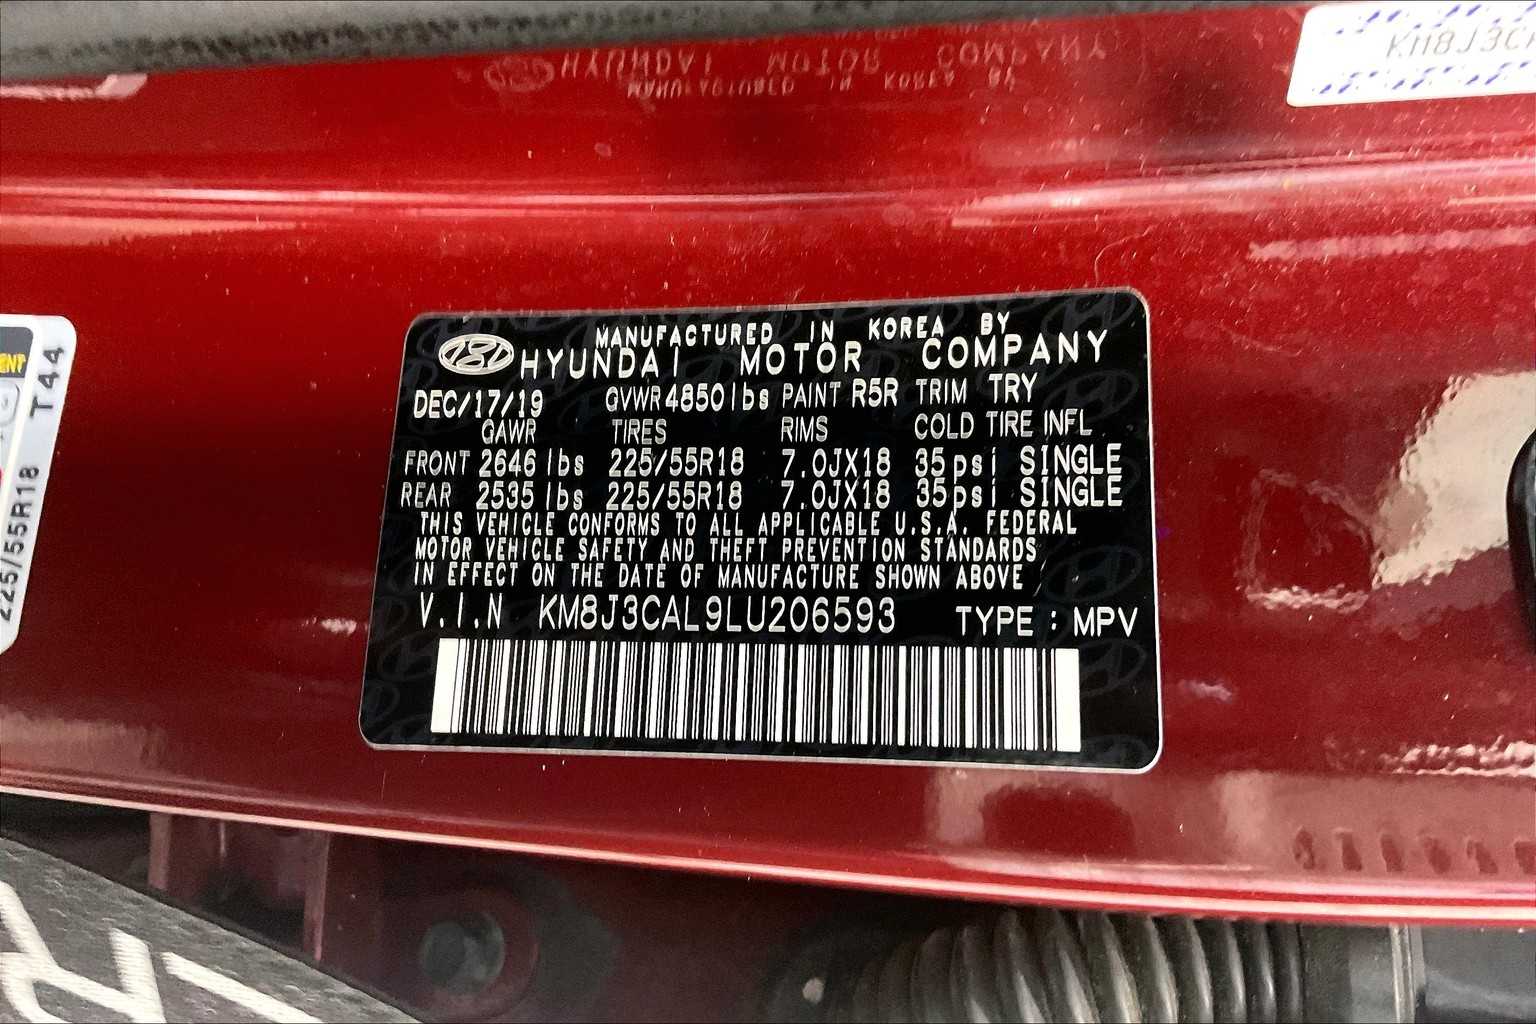 KM8J3C
MANUFACTURED IN KOREA BY
HYUNDAI MOTOR COMPANY
DEC/17/19 GVWR 4850lbs PAINT R5R TRIM TRY
GAWR TIRES RIMS COLD TIRE INFL
FRONT 2646 lbs 225/55R18 7.0JX18 35psi SINGLE
REAR 2535 lbs 225/55R18 7.0JX18 35psi SINGLE
THIS VEHICLE CONFORMS TO ALL APPLICABLE U.S.A. FEDERAL
MOTOR VEHICLE SAFETY AND THEFT PREVENTION STANDARDS
IN EFFECT ON THE DATE OF MANUFACTURE SHOWN ABOVE
V.I.N KM8J3CAL9LU206593 TYPE : MPV
225/55R18 T44